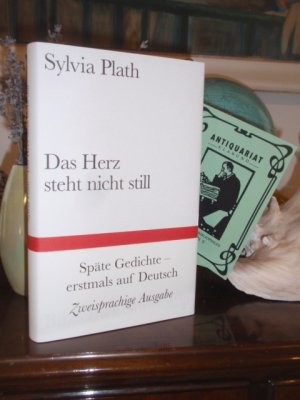 Sylvia Plath
Das Herz
steht nicht still
Späte Gedichte –
erstmals auf Deutsch
Zweisprachige Ausgabe
ANTIQUARIAT